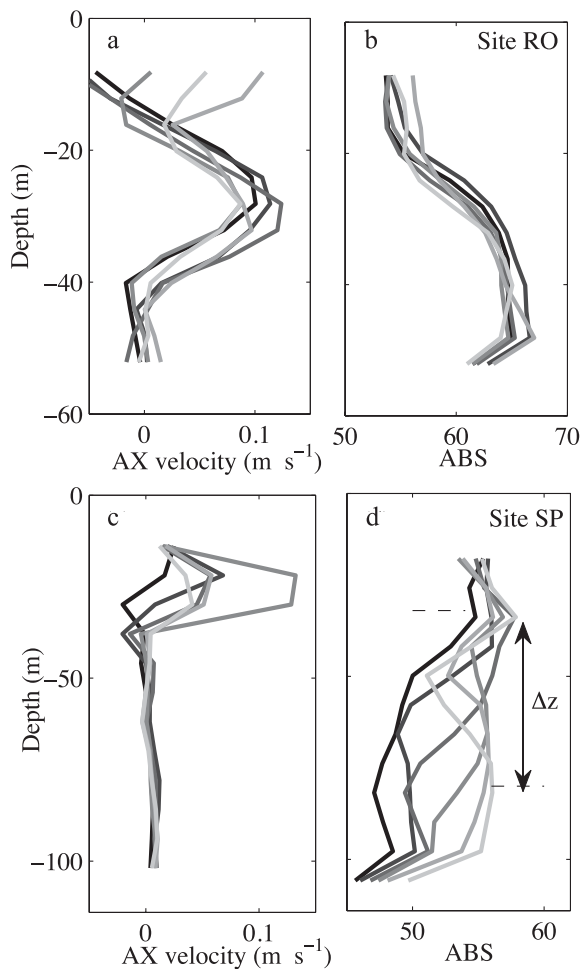 0
−20
−40
−60
Depth (m)
a
0
0.1
AX velocity (m s⁻¹)
b
Site RO
50
60
70
ABS
0
−50
−100
Depth (m)
c
0
0.1
AX velocity (m s⁻¹)
d
Site SP
Δz
50
60
ABS